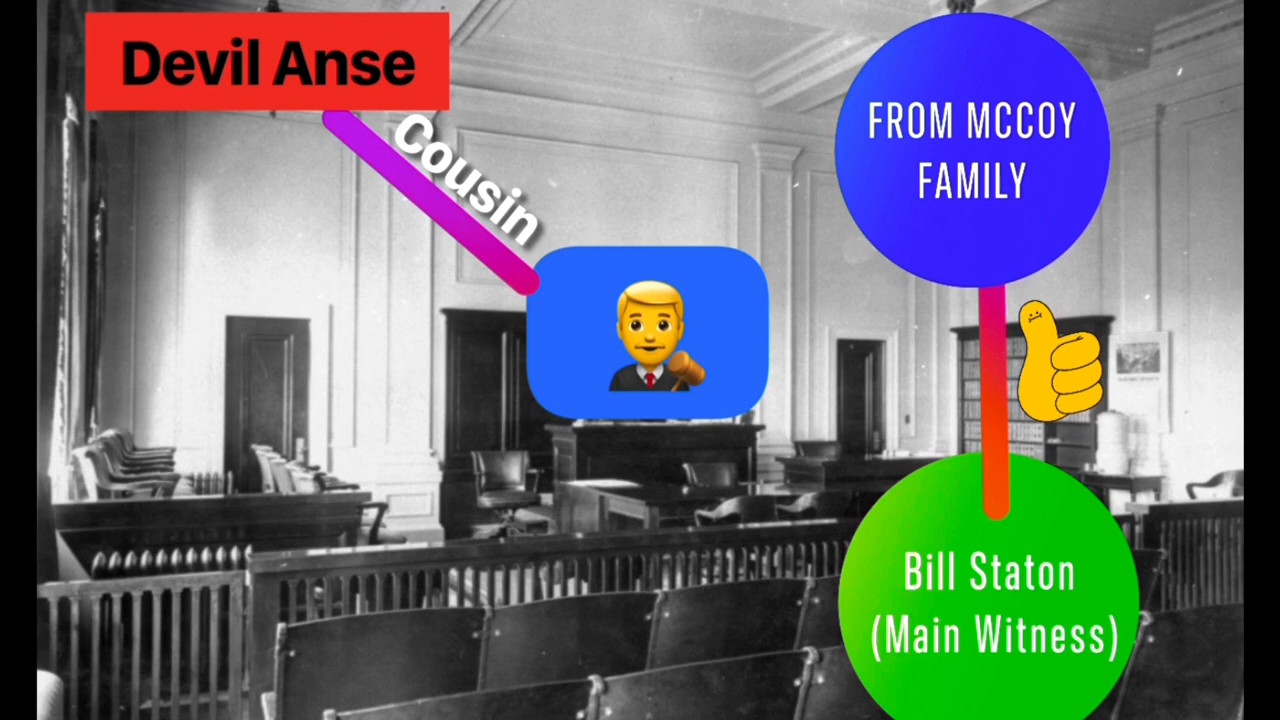 Devil Anse
Cousin
FROM MCCOY
FAMILY
Bill Staton
(Main Witness)